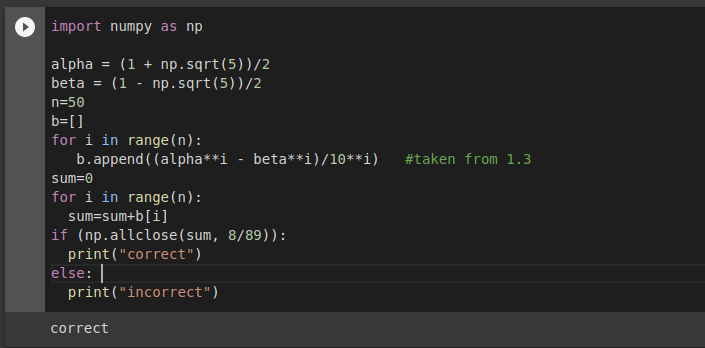 import numpy as np

alpha = (1 + np.sqrt(5))/2
beta = (1 - np.sqrt(5))/2
n=50
b=[]
for i in range(n):
   b.append((alpha**i - beta**i)/10**i)   #taken from 1.3
sum=0
for i in range(n):
  sum=sum+b[i]
if (np.allclose(sum, 8/89)):
  print("correct")
else:
  print("incorrect")
correct